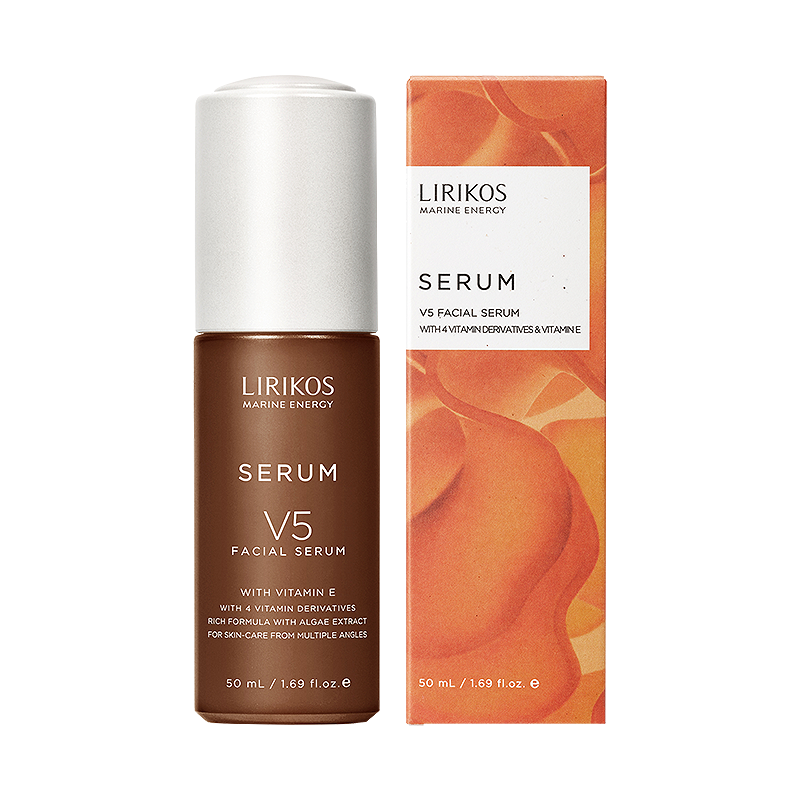 LIRIKOS
MARINE ENERGY
SERUM
V5
FACIAL SERUM
WITH VITAMIN E
WITH 4 VITAMIN DERIVATIVES
RICH FORMULA WITH ALGAE EXTRACT
FOR SKIN-CARE FROM MULTIPLE ANGLES
50 mL / 1.69 fl.oz. e
LIRIKOS
MARINE ENERGY
SERUM
V5 FACIAL SERUM
WITH 4 VITAMIN DERIVATIVES & VITAMIN E
50 mL / 1.69 fl.oz. e